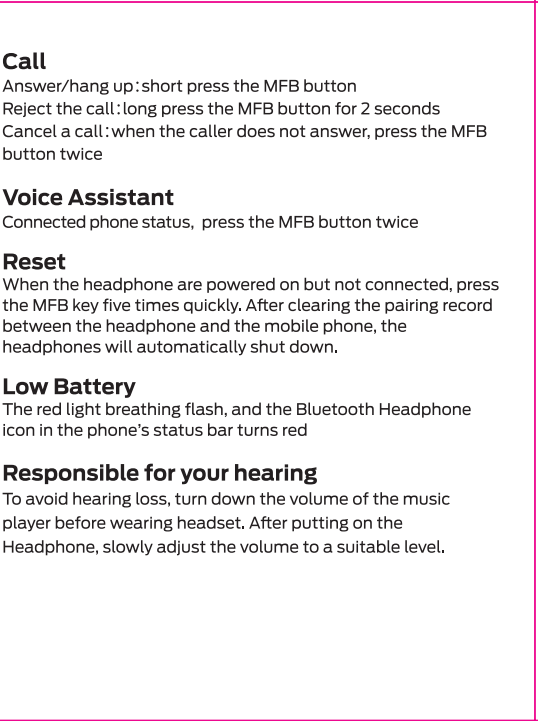 Call
Answer/hang up:short press the MFB button
Reject the call:long press the MFB button for 2 seconds
Cancel a call:when the caller does not answer, press the MFB
button twice
Voice Assistant
Connected phone status,  press the MFB button twice
Reset
When the headphone are powered on but not connected, press
the MFB key five times quickly. After clearing the pairing record
between the headphone and the mobile phone, the
headphones will automatically shut down.
Low Battery
The red light breathing flash, and the Bluetooth Headphone
icon in the phone's status bar turns red
Responsible for your hearing
To avoid hearing loss, turn down the volume of the music
player before wearing headset. After putting on the
Headphone, slowly adjust the volume to a suitable level.